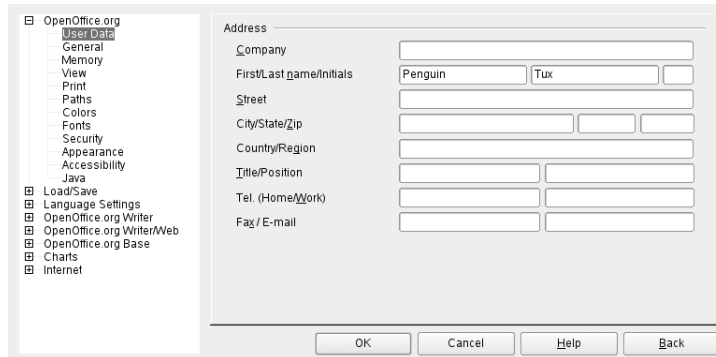 OpenOffice.org
User Data
General
Memory
View
Print
Paths
Colors
Fonts
Security
Appearance
Accessibility
Java
Load/Save
Language Settings
OpenOffice.org Writer
OpenOffice.org Writer/Web
OpenOffice.org Base
Charts
Internet
Address
Company
First/Last name/Initials Penguin Tux
Street
City/State/Zip
Country/Region
Title/Position
Tel. (Home/Work)
Fax / E-mail
OK Cancel Help Back